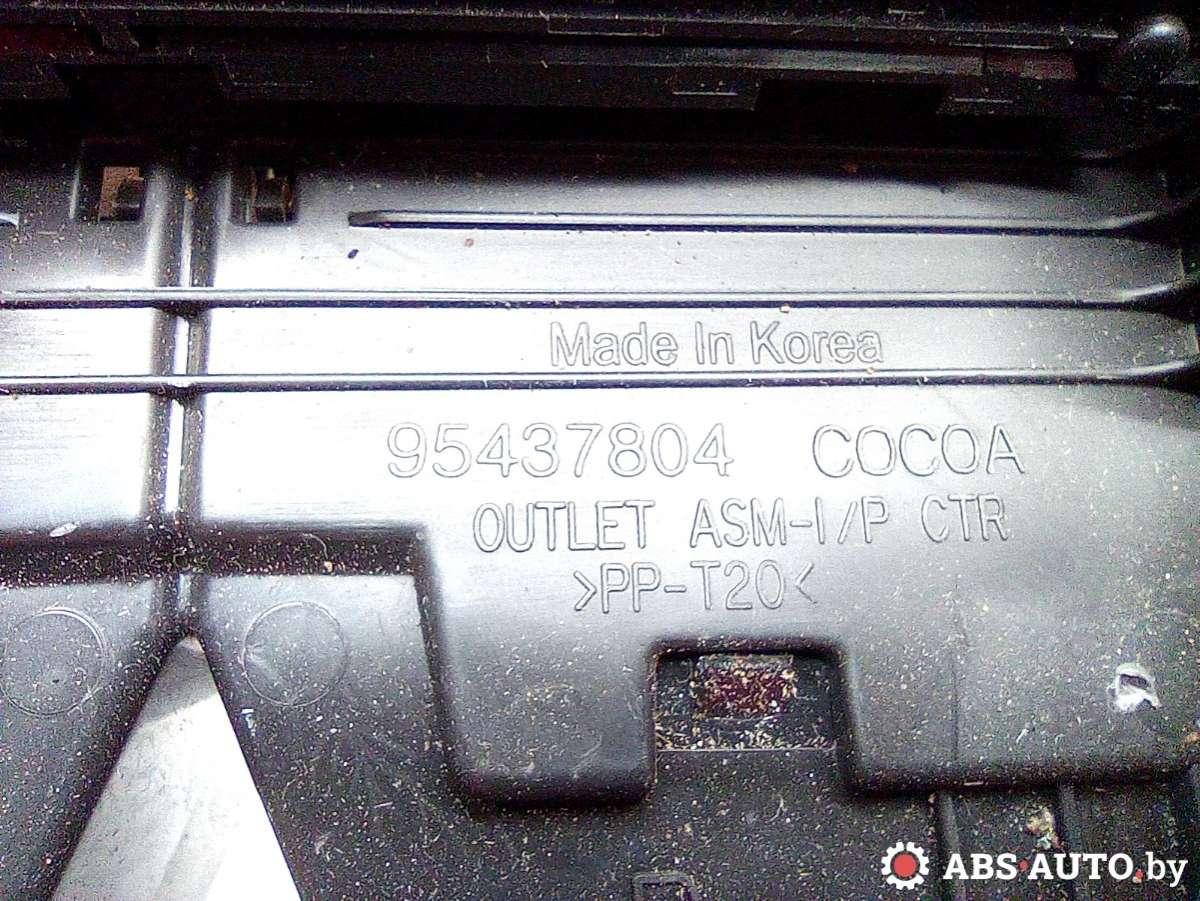 Made In Korea
95437804 COCOA
OUTLET ASM-I/P CTR
>PP-T20<
ABS·AUTO.by